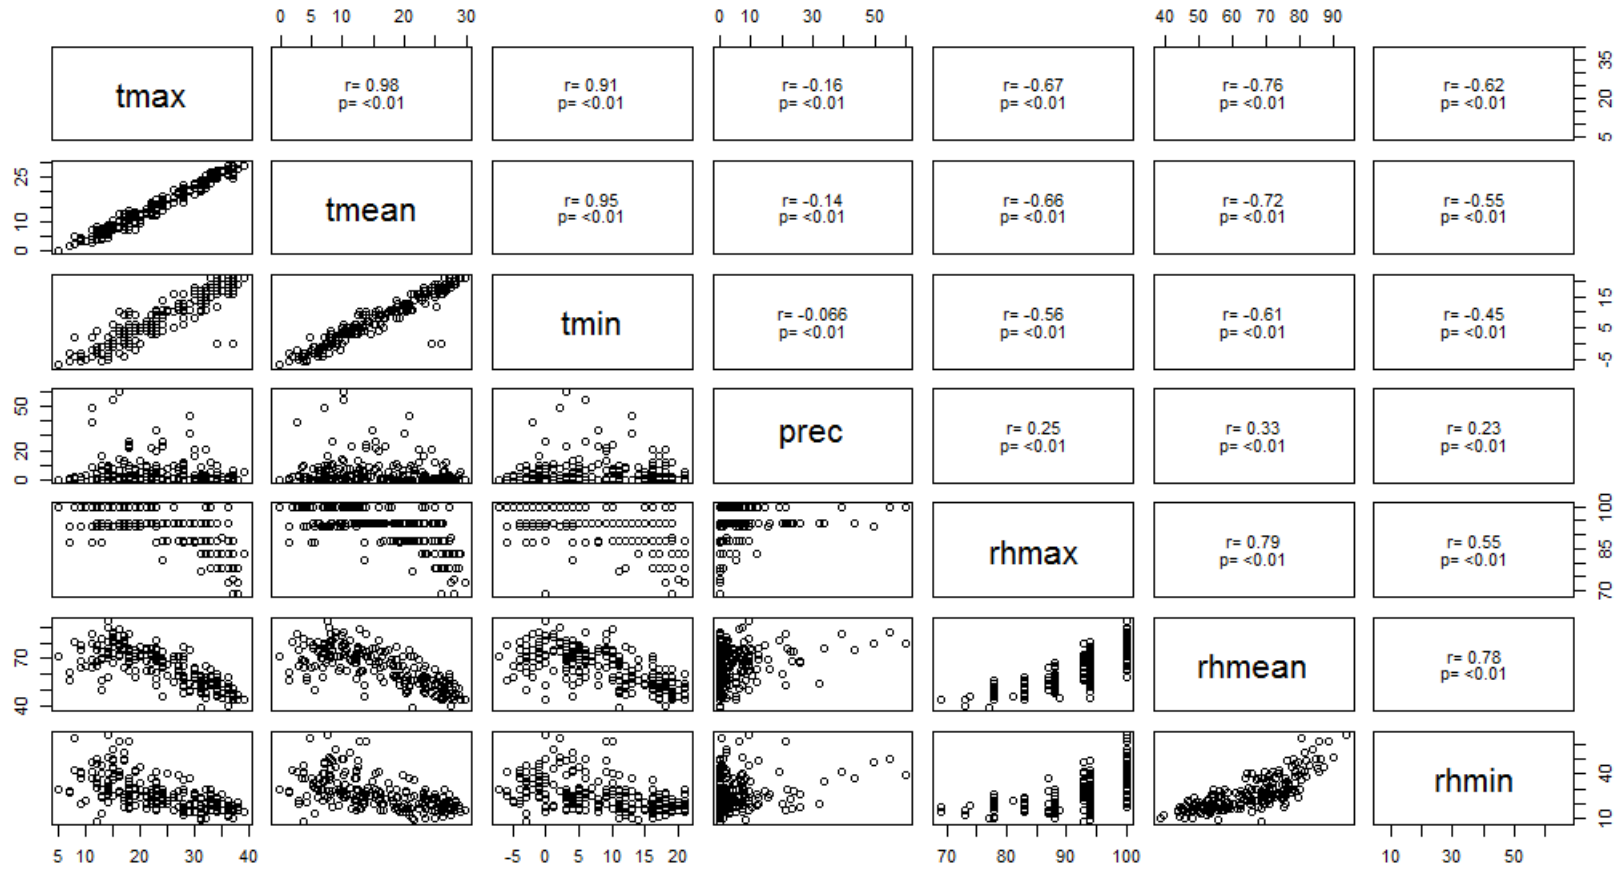 0 5 10 20 30 0 10 50 40 50 60 70 80 90
tmax r= 0.98 r= 0.91 r= -0.16 r= -0.67 r= -0.76 r= -0.62
p= <0.01 p= <0.01 p= <0.01 p= <0.01 p= <0.01 p= <0.01
5 20 35
0 10 25
tmean r= 0.95 r= -0.14 r= -0.66 r= -0.72 r= -0.55
p= <0.01 p= <0.01 p= <0.01 p= <0.01 p= <0.01
tmin r= -0.066 r= -0.56 r= -0.61 r= -0.45
p= <0.01 p= <0.01 p= <0.01 p= <0.01
-5 5 15
0 20 50
prec r= 0.25 r= 0.33 r= 0.23
p= <0.01 p= <0.01 p= <0.01
rhmax r= 0.79 r= 0.55
p= <0.01 p= <0.01
70 85 100
40 70
rhmean r= 0.78
p= <0.01
rhmin
10 40
5 10 20 30 40 -5 0 5 10 15 20 70 80 90 100 10 30 50